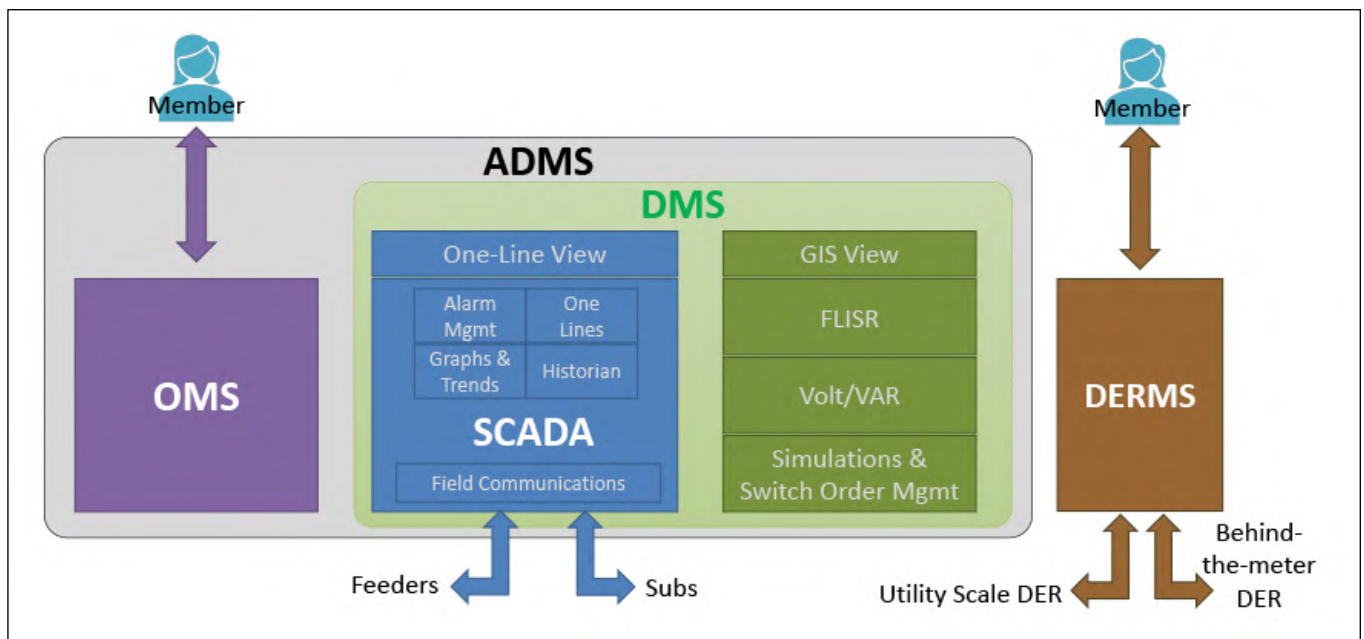 Member
Member
ADMS
DMS
One-Line View
GIS View
Alarm
Mgmt
One
Lines
Graphs &
Trends
Historian
SCADA
Field Communications
FLISR
Volt/VAR
Simulations &
Switch Order Mgmt
OMS
DERMS
Feeders
Subs
Utility Scale DER
Behind-
the-meter
DER